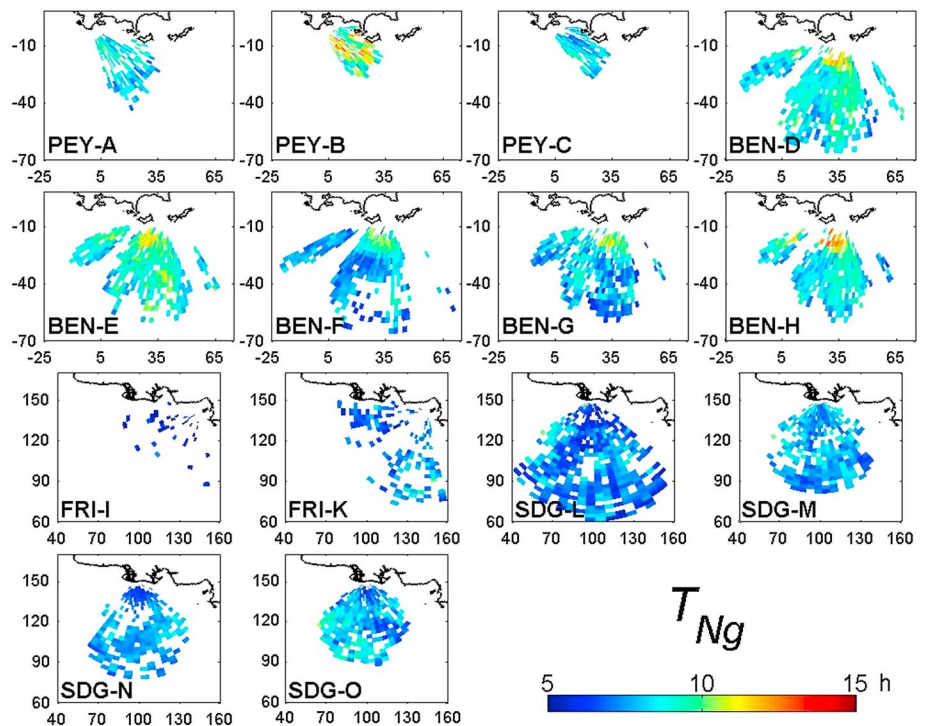 -10 -10 -10 -10
-40 -40 -40 -40
PEY-A PEY-B PEY-C BEN-D
-70 -70 -70 -70
-25 5 35 65 -25 5 35 65 -25 5 35 65 -25 5 35 65
-10 -10 -10 -10
-40 -40 -40 -40
BEN-E BEN-F BEN-G BEN-H
-70 -70 -70 -70
-25 5 35 65 -25 5 35 65 -25 5 35 65 -25 5 35 65
150 150 150 150
120 120 120 120
90 90 90 90
FRI-I FRI-K SDG-L SDG-M
60 60 60 60
40 70 100 130 160 40 70 100 130 160 40 70 100 130 160 40 70 100 130 160
150 150
120 120
90 90
SDG-N SDG-O
60 60
40 70 100 130 160 40 70 100 130 160
T Ng
5 10 15 h